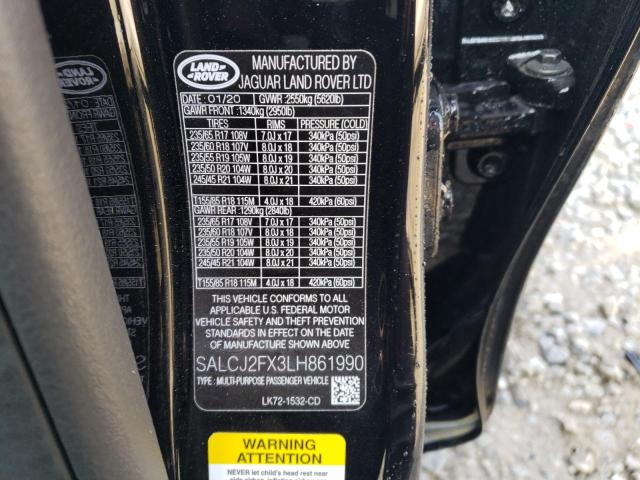 LAND
ROVER
MANUFACTURED BY
JAGUAR LAND ROVER LTD
DATE : 01/20 GVWR :2550kg (5620lb)
GAWR FRONT :1340kg (2950lb)
TIRES RIMS PRESSURE (COLD)
235/65 R17 108V 7.0J x 17 340kPa (50psi)
235/60 R18 107V 8.0J x 18 340kPa (50psi)
235/55 R19 105W 8.0J x 19 340kPa (50psi)
235/50 R20 104W 8.0J x 20 340kPa (50psi)
245/45 R21 104W 8.0J x 21 340kPa (50psi)
T155/85 R18 115M 4.0J x 18 420kPa (60psi)
GAWR REAR :1290kg (2840lb)
235/65 R17 108V 7.0J x 17 340kPa (50psi)
235/60 R18 107V 8.0J x 18 340kPa (50psi)
235/55 R19 105W 8.0J x 19 340kPa (50psi)
235/50 R20 104W 8.0J x 20 340kPa (50psi)
245/45 R21 104W 8.0J x 21 340kPa (50psi)
T155/85 R18 115M 4.0J x 18 420kPa (60psi)
THIS VEHICLE CONFORMS TO ALL
APPLICABLE U.S. FEDERAL MOTOR
VEHICLE SAFETY AND THEFT PREVENTION
STANDARDS IN EFFECT ON THE DATE
OF MANUFACTURE SHOWN ABOVE
SALCJ2FX3LH861990
TYPE : MULTI-PURPOSE PASSENGER VEHICLE
LK72-1532-CD
WARNING
ATTENTION
NEVER let child's head rest near